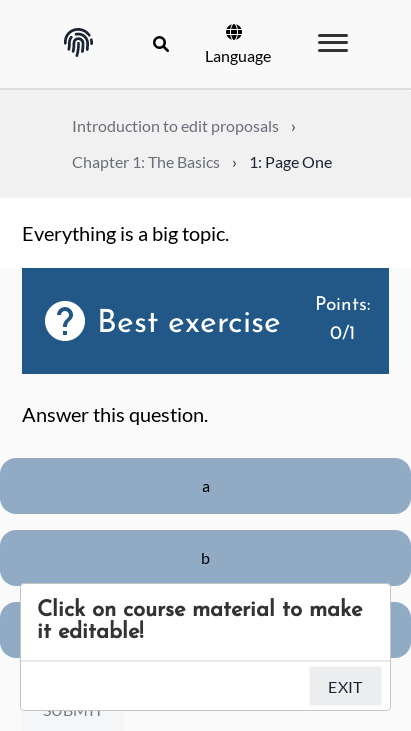 Language
Introduction to edit proposals ›
Chapter 1: The Basics › 1: Page One
Everything is a big topic.
Best exercise
Points:
0/1
Answer this question.
a
b
Click on course material to make
it editable!
EXIT
SUBMIT